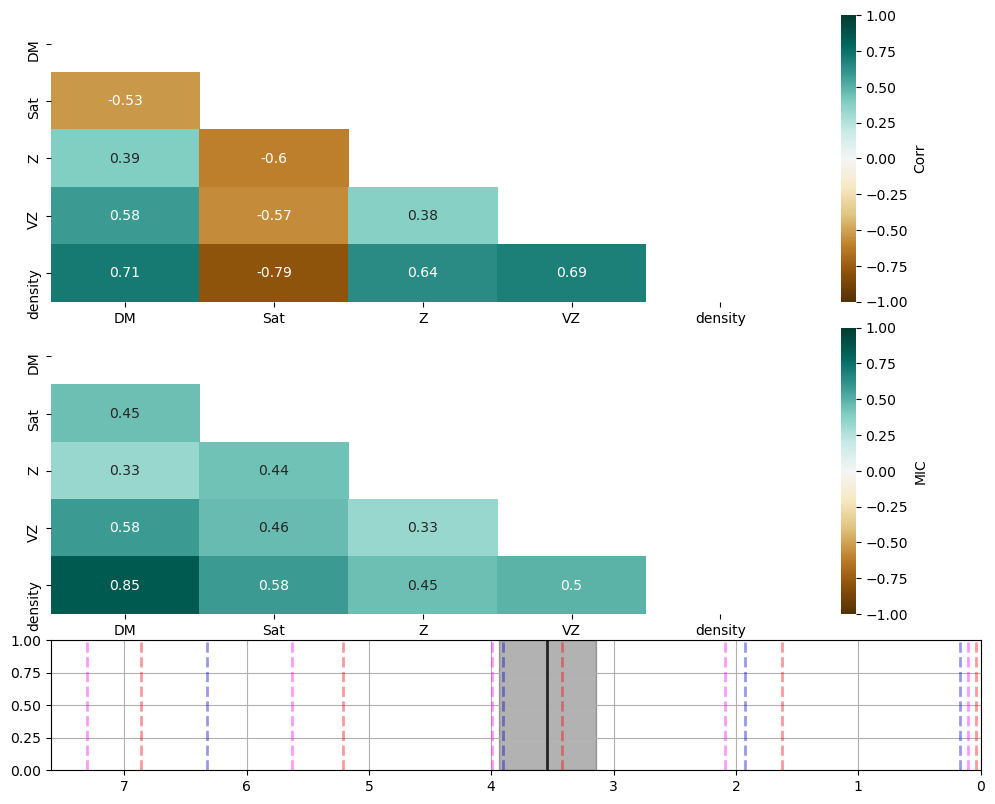 DM
Sat
Z
VZ
density
-0.53
0.39
-0.6
0.58
-0.57
0.38
0.71
-0.79
0.64
0.69
DM
Sat
Z
VZ
density
1.00
0.75
0.50
0.25
0.00
−0.25
−0.50
−0.75
−1.00
Corr
DM
Sat
Z
VZ
density
0.45
0.33
0.44
0.58
0.46
0.33
0.85
0.58
0.45
0.5
DM
Sat
Z
VZ
density
1.00
0.75
0.50
0.25
0.00
−0.25
−0.50
−0.75
−1.00
MIC
1.00
0.75
0.50
0.25
0.00
7
6
5
4
3
2
1
0